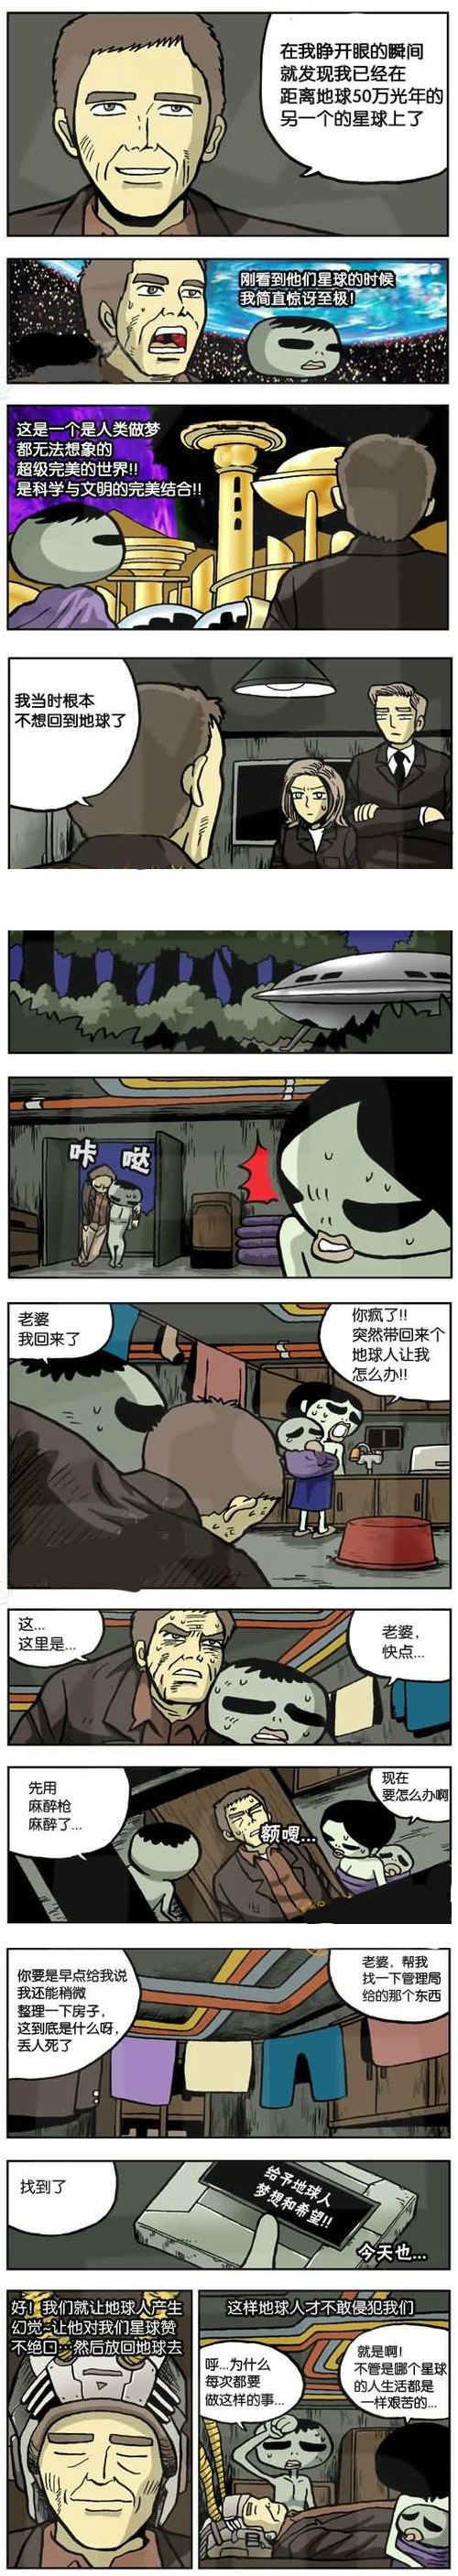 在我睁开眼的瞬间
就发现我已经在
距离地球50万光年的
另一个的星球上了
刚看到他们星球的时候
我简直惊讶至极!
这是一个是人类做梦
都无法想象的
超级完美的世界!!
是科学与文明的完美结合!!
我当时根本
不想回到地球了
咔 哒
老婆
我回来了
你疯了!!
突然带回来个
地球人让我
怎么办!!
这...
这里是...
老婆,
快点...
先用
麻醉枪
麻醉了...
额嗯...
现在
要怎么办啊
你要是早点给我说
我还能稍微
整理一下房子,
这到底是什么呀,
丢人死了
老婆, 帮我
找一下管理局
给的那个东西
找到了
给予地球人
梦想和希望!!
今天也...
好! 我们就让地球人产生
幻觉~让他对我们星球赞
不绝口…然后放回地球去
这样地球人才不敢侵犯我们
呼...为什么
每次都要
做这样的事...
就是啊!
不管是哪个星球
的人生活都是
一样艰苦的...